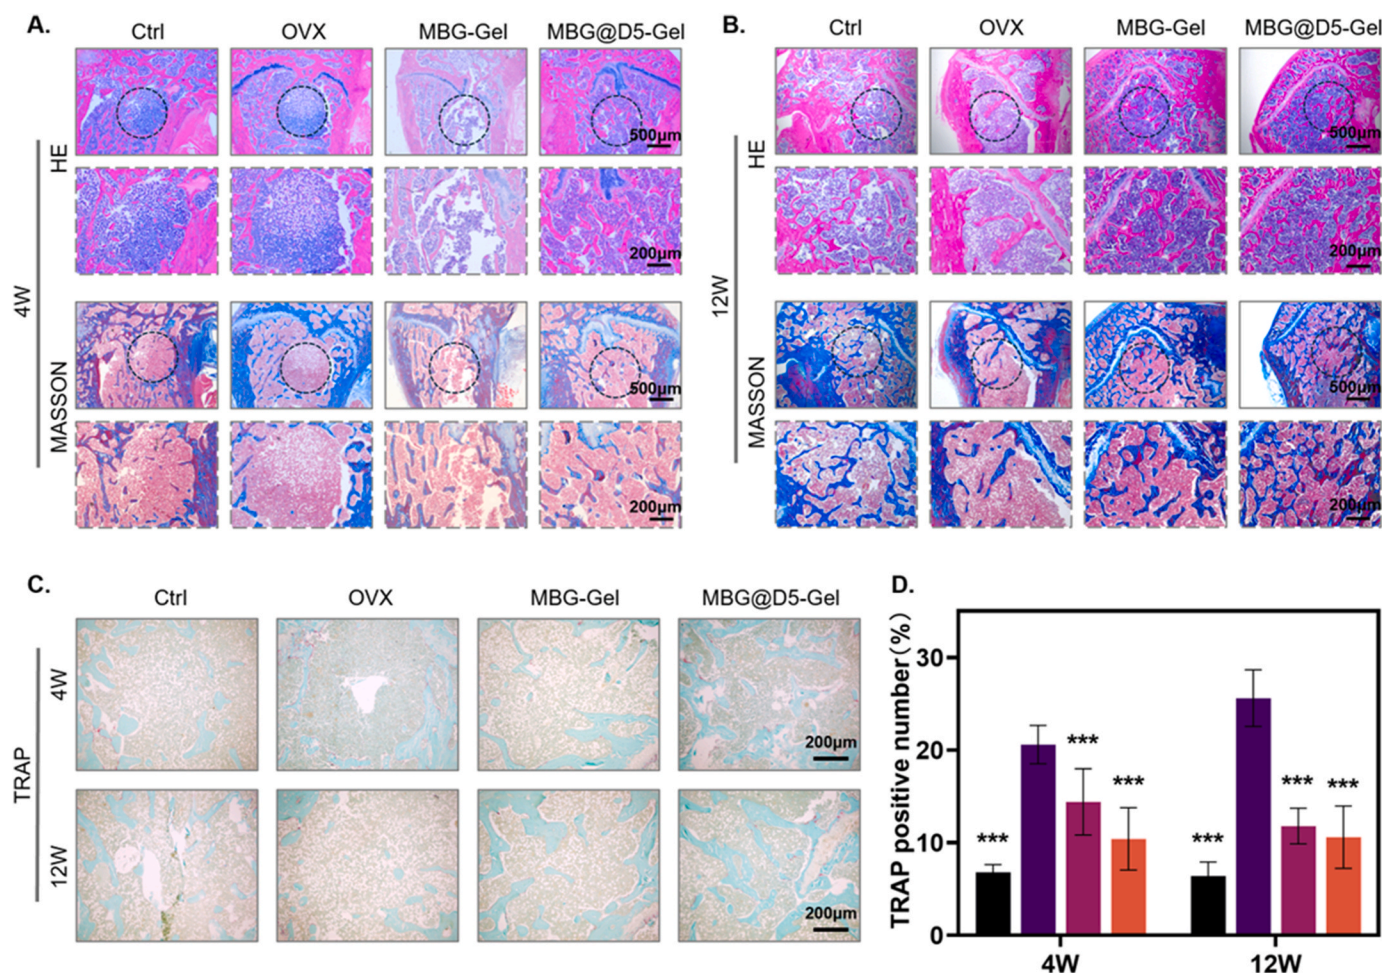 A.
Ctrl OVX MBG-Gel MBG@D5-Gel
4W
HE
500μm
200μm
MASSON
500μm
200μm
B.
Ctrl OVX MBG-Gel MBG@D5-Gel
12W
HE
500μm
200μm
MASSON
500μm
200μm
C.
Ctrl OVX MBG-Gel MBG@D5-Gel
TRAP
4W
200μm
12W
200μm
D.
TRAP positive number(%)
30
20
10
0
*** *** ***
*** *** ***
4W 12W